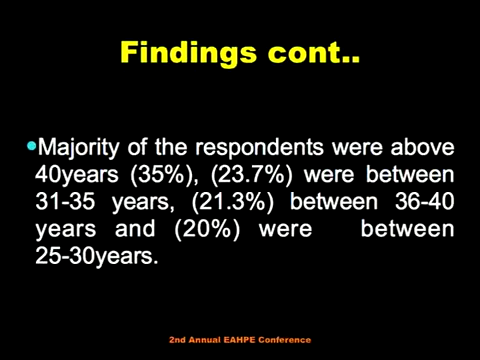 Findings cont..
•Majority of the respondents were above
40years (35%), (23.7%) were between
31-35 years, (21.3%) between 36-40
years and (20%) were between
25-30years.
2nd Annual EAHPE Conference